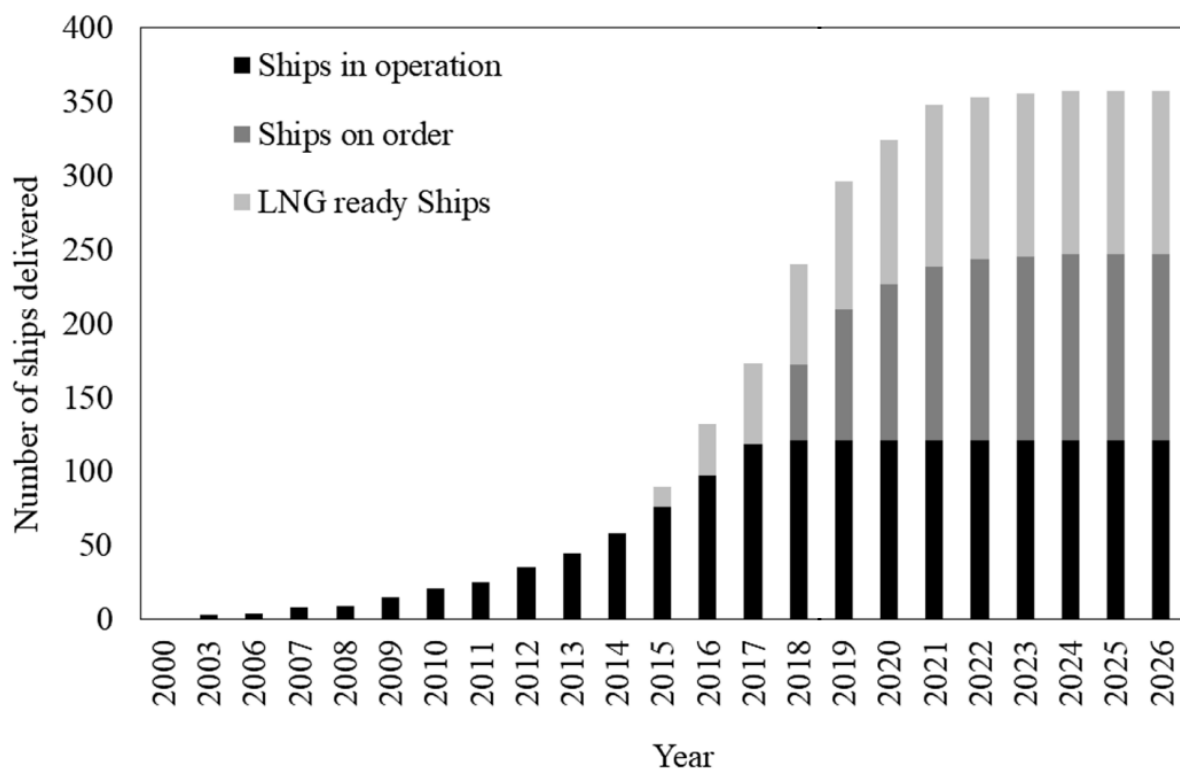 400
350
300
250
200
150
100
50
0
Number of ships delivered
Ships in operation
Ships on order
LNG ready Ships
2000 2003 2006 2007 2008 2009 2010 2011 2012 2013 2014 2015 2016 2017 2018 2019 2020 2021 2022 2023 2024 2025 2026
Year